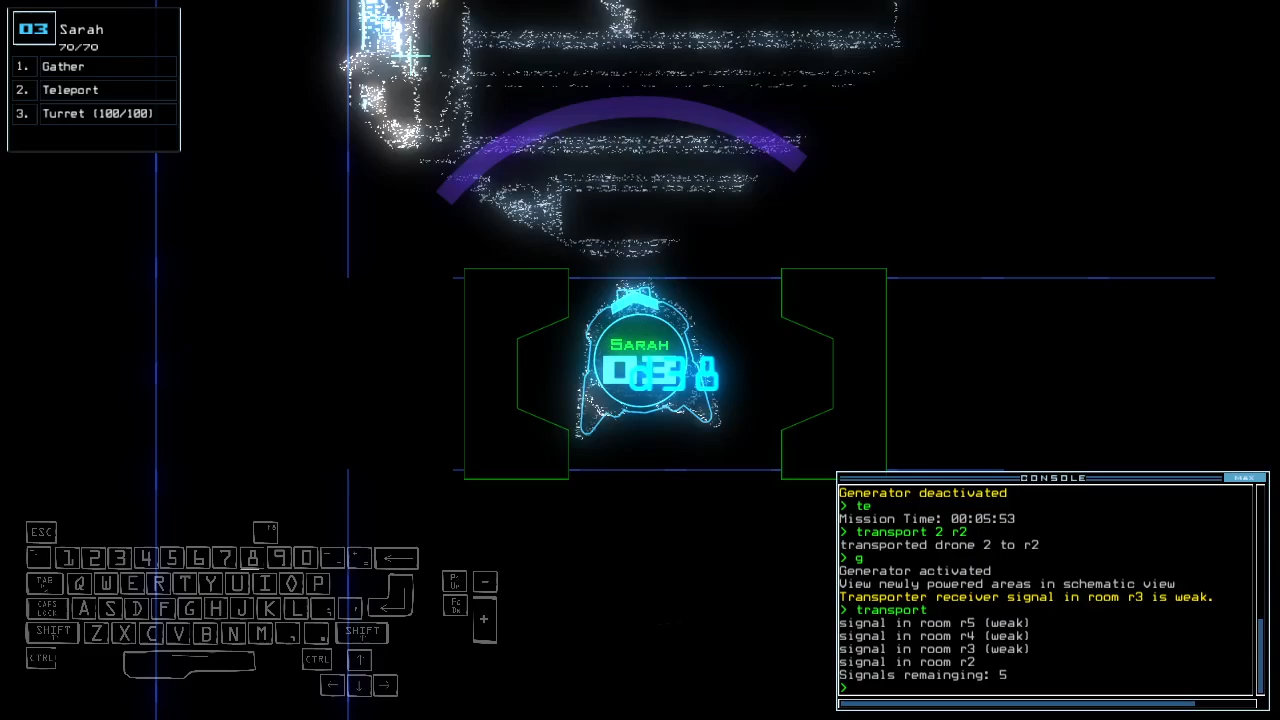 03 Sarah
70/70
1. Gather
2. Teleport
3. Turret (100/100)
SARAH
03
CONSOLE
MAX
Generator deactivated
> te
Mission Time: 00:05:53
> transport 2 r2
transported drone 2 to r2
> g
Generator activated
View newly powered areas in schematic view
Transporter receiver signal in room r3 is weak.
> transport
signal in room r5 (weak)
signal in room r4 (weak)
signal in room r3 (weak)
signal in room r2
Signals remainging: 5
>
ESC
1 2 3 4 5 6 7 8 9 0
TAB Q W E R T Y U I O P
CAPS LOCK A S D F G H J K L ; '
SHIFT Z X C V B N M , . SHIFT
CTRL CTRL